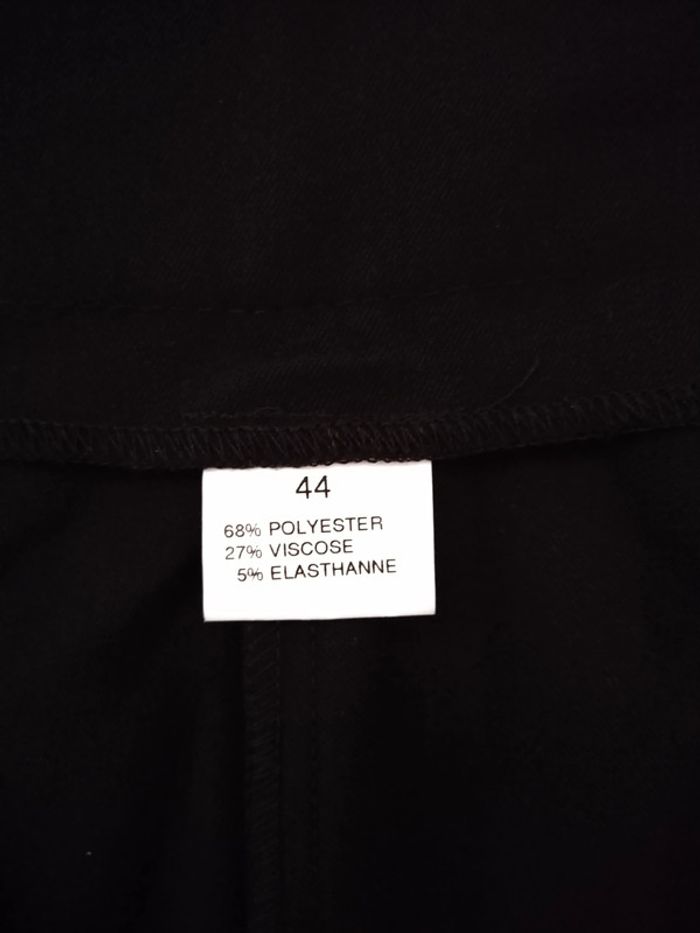 44
68% POLYESTER
27% VISCOSE
5% ELASTHANNE